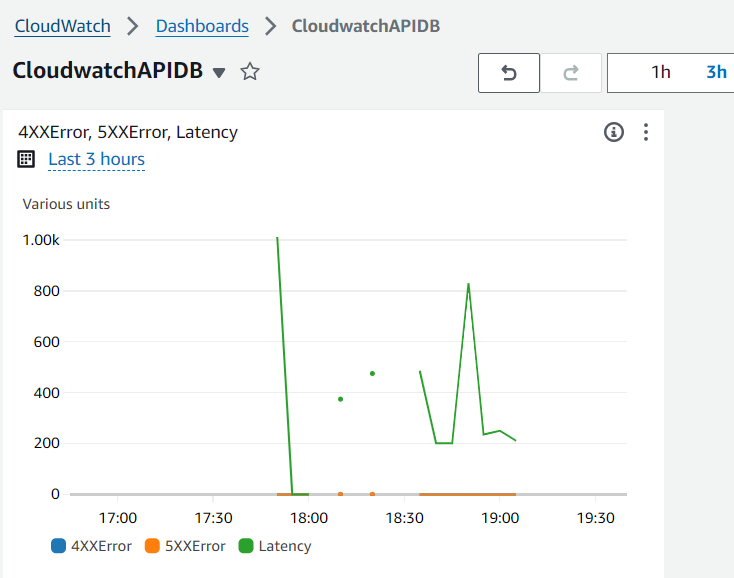 CloudWatch > Dashboards > CloudwatchAPIDB
CloudwatchAPIDB
1h 3h
4XXError, 5XXError, Latency
Last 3 hours
Various units
1.00k
800
600
400
200
0
17:00 17:30 18:00 18:30 19:00 19:30
4XXError 5XXError Latency